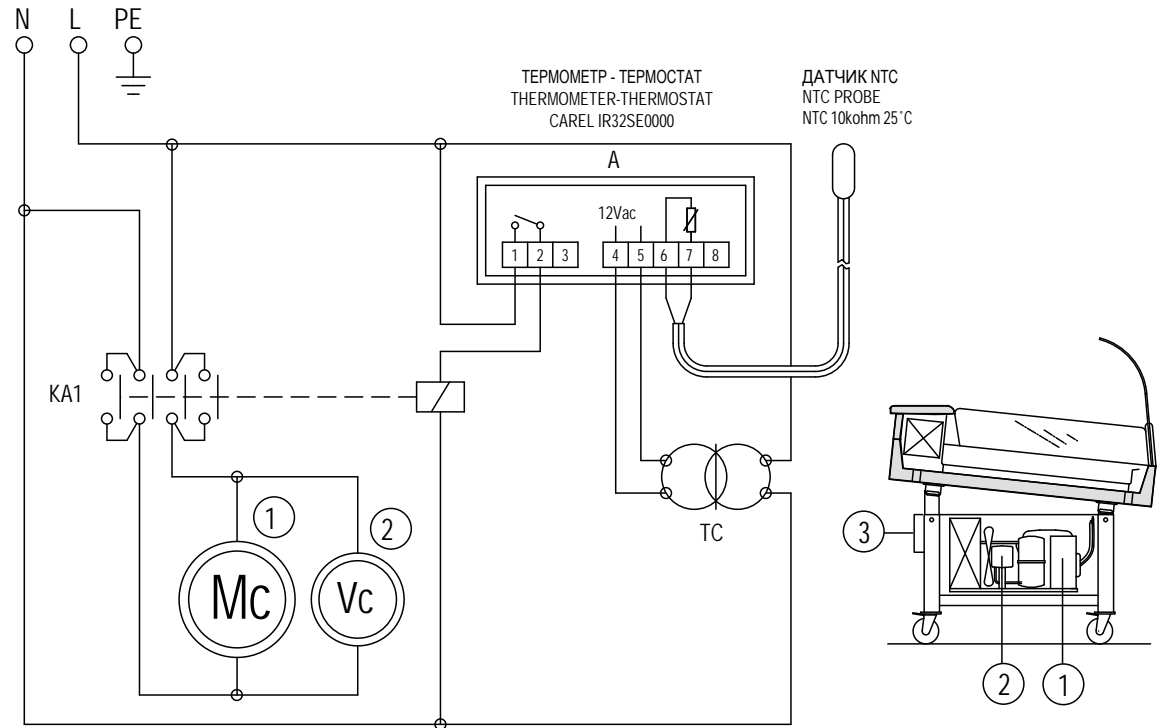 N L PE
ТЕРМОМЕТР - ТЕРМОСТАТ
THERMOMETER-THERMOSTAT
CAREL IR32SE0000
ДАТЧИК NTC
NTC PROBE
NTC 10kohm 25˚C
A
12Vac
1 2 3 4 5 6 7 8
KA1
TC
1
2
Mc
Vc
3
2
1